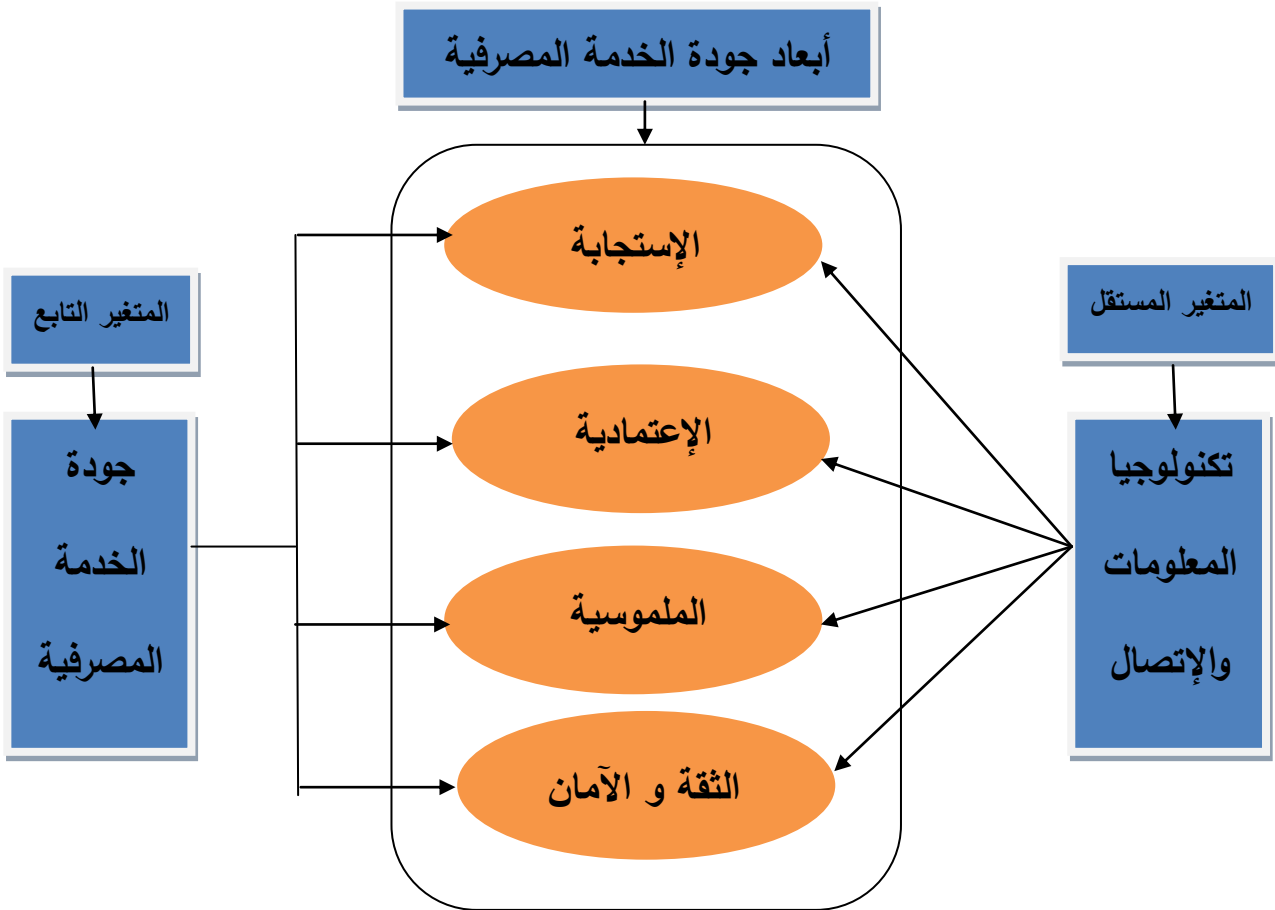 أبعاد جودة الخدمة المصرفية
المتغير المستقل
تكنولوجيا
المعلومات
والإتصال
الإستجابة
الإعتمادية
الملموسية
الثقة و الآمان
المتغير التابع
جودة
الخدمة
المصرفية